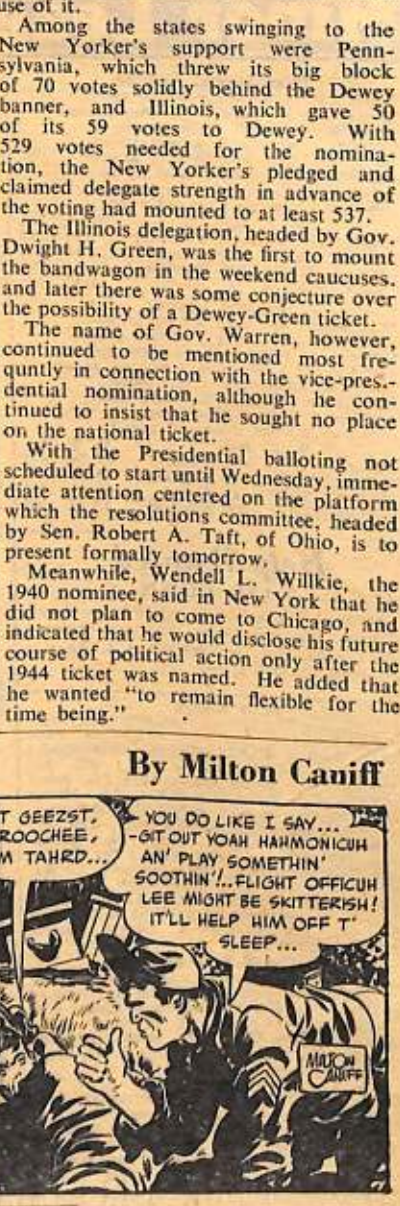 use of it.
Among the states swinging to the
New Yorker's support were Penn-
sylvania, which threw its big block
of 70 votes solidly behind the Dewey
banner, and Illinois, which gave 50
of its 59 votes to Dewey. With
529 votes needed for the nomina-
tion, the New Yorker's pledged and
claimed delegate strength in advance of
the voting had mounted to at least 537.
The Illinois delegation, headed by Gov.
Dwight H. Green, was the first to mount
the bandwagon in the weekend caucuses.
and later there was some conjecture over
the possibility of a Dewey-Green ticket.
The name of Gov. Warren, however,
continued to be mentioned most fre-
quntly in connection with the vice-pres.-
dential nomination, although he con-
tinued to insist that he sought no place
on the national ticket.
With the Presidential balloting not
scheduled to start until Wednesday, imme-
diate attention centered on the platform
which the resolutions committee, headed
by Sen. Robert A. Taft, of Ohio, is to
present formally tomorrow.
Meanwhile, Wendell L. Willkie, the
1940 nominee, said in New York that he
did not plan to come to Chicago, and
indicated that he would disclose his future
course of political action only after the
1944 ticket was named. He added that
he wanted "to remain flexible for the
time being."
By Milton Caniff
T GEEZST,
ROOCHEE,
M TAHRD...
YOU DO LIKE I SAY...
-GIT OUT YOAH HAHMONICUH
AN' PLAY SOMETHIN'
SOOTHIN'!..FLIGHT OFFICUH
LEE MIGHT BE SKITTERISH!
IT'LL HELP HIM OFF T'
SLEEP...
MILTON
CANIFF